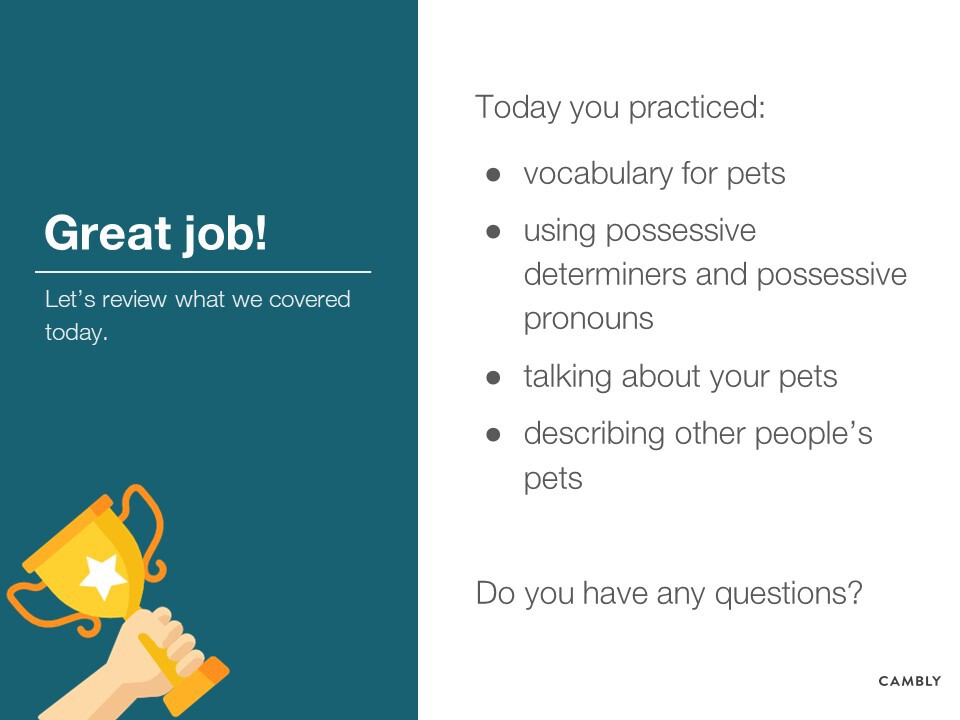 Great job!
Let’s review what we covered
today.
Today you practiced:
● vocabulary for pets
● using possessive
determiners and possessive
pronouns
● talking about your pets
● describing other people’s
pets
Do you have any questions?
CAMBLY